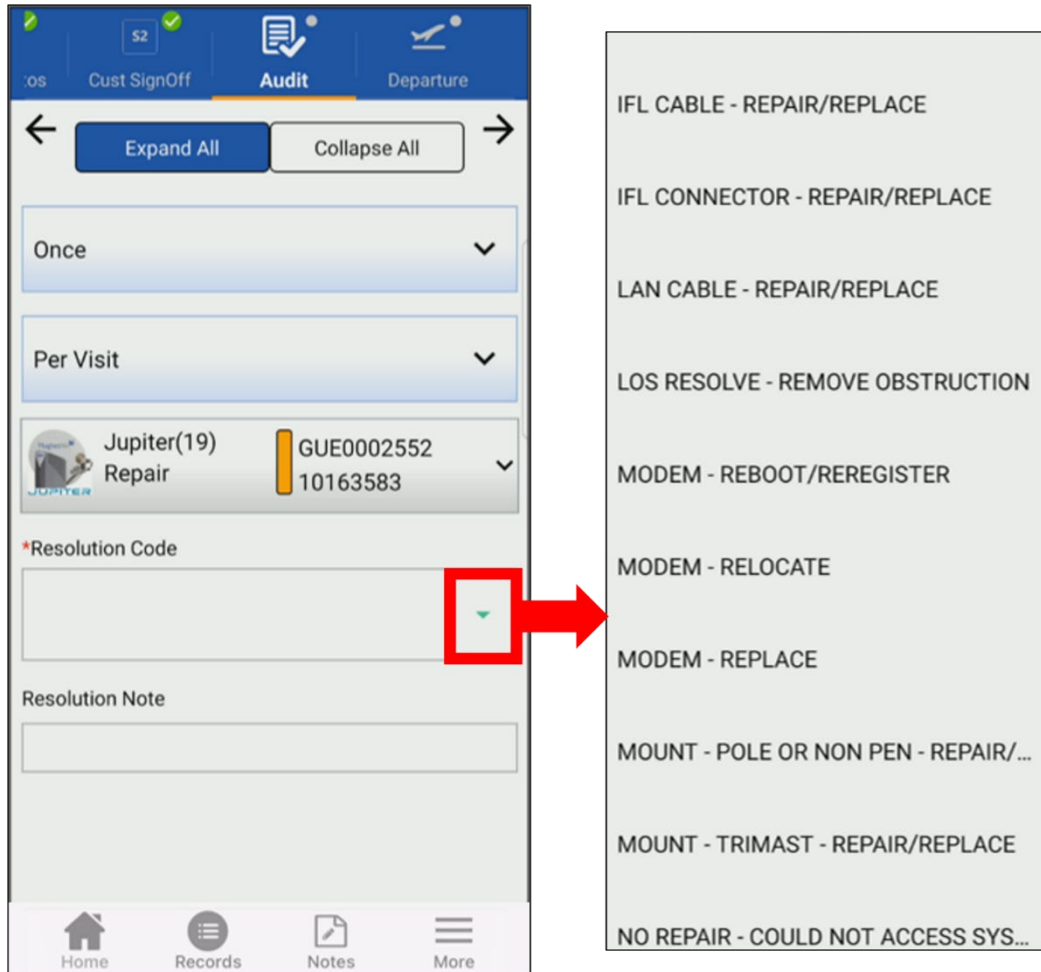 :os
S2
Cust SignOff
Audit
Departure
Expand All
Collapse All
Once
Per Visit
Jupiter(19)
Repair
GUE0002552
10163583
JUPITER
*Resolution Code
Resolution Note
Home
Records
Notes
More
IFL CABLE - REPAIR/REPLACE
IFL CONNECTOR - REPAIR/REPLACE
LAN CABLE - REPAIR/REPLACE
LOS RESOLVE - REMOVE OBSTRUCTION
MODEM - REBOOT/REREGISTER
MODEM - RELOCATE
MODEM - REPLACE
MOUNT - POLE OR NON PEN - REPAIR/...
MOUNT - TRIMAST - REPAIR/REPLACE
NO REPAIR - COULD NOT ACCESS SYS...